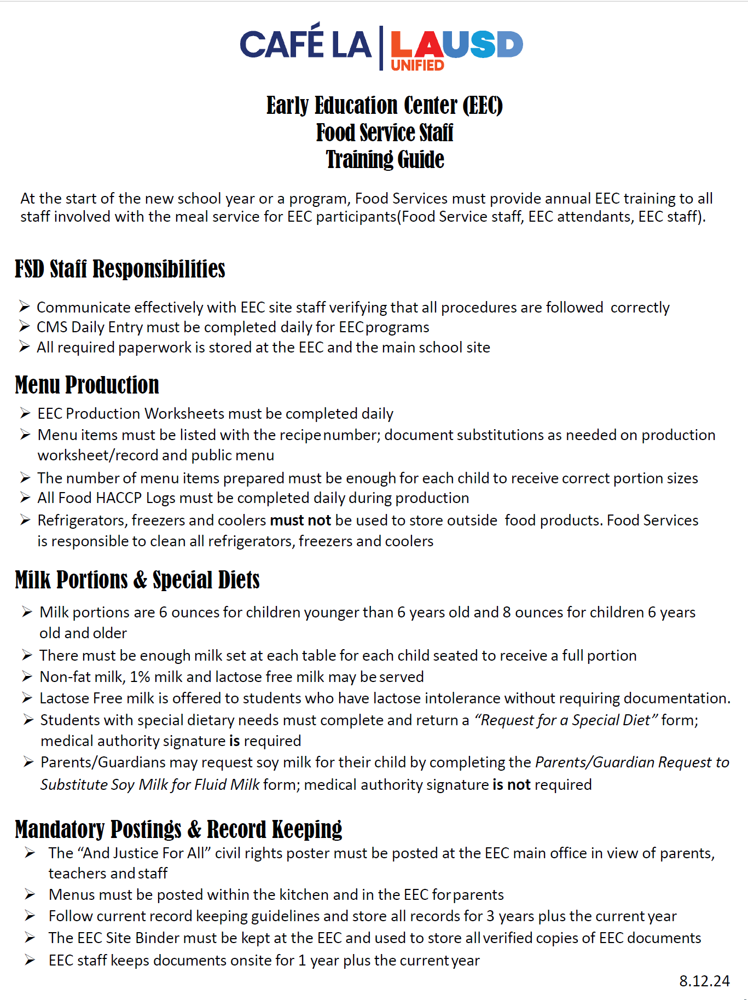 CAFÉ LA | LAUSD
UNIFIED
Early Education Center (EEC)
Food Service Staff
Training Guide
At the start of the new school year or a program, Food Services must provide annual EEC training to all
staff involved with the meal service for EEC participants(Food Service staff, EEC attendants, EEC staff).
FSD Staff Responsibilities
➢ Communicate effectively with EEC site staff verifying that all procedures are followed correctly
➢ CMS Daily Entry must be completed daily for EEC programs
➢ All required paperwork is stored at the EEC and the main school site
Menu Production
➢ EEC Production Worksheets must be completed daily
➢ Menu items must be listed with the recipe number; document substitutions as needed on production
worksheet/record and public menu
➢ The number of menu items prepared must be enough for each child to receive correct portion sizes
➢ All Food HACCP Logs must be completed daily during production
➢ Refrigerators, freezers and coolers must not be used to store outside food products. Food Services
is responsible to clean all refrigerators, freezers and coolers
Milk Portions & Special Diets
➢ Milk portions are 6 ounces for children younger than 6 years old and 8 ounces for children 6 years
old and older
➢ There must be enough milk set at each table for each child seated to receive a full portion
➢ Non-fat milk, 1% milk and lactose free milk may be served
➢ Lactose Free milk is offered to students who have lactose intolerance without requiring documentation.
➢ Students with special dietary needs must complete and return a “Request for a Special Diet” form;
medical authority signature is required
➢ Parents/Guardians may request soy milk for their child by completing the Parents/Guardian Request to
Substitute Soy Milk for Fluid Milk form; medical authority signature is not required
Mandatory Postings & Record Keeping
➢ The “And Justice For All” civil rights poster must be posted at the EEC main office in view of parents,
teachers and staff
➢ Menus must be posted within the kitchen and in the EEC for parents
➢ Follow current record keeping guidelines and store all records for 3 years plus the current year
➢ The EEC Site Binder must be kept at the EEC and used to store all verified copies of EEC documents
➢ EEC staff keeps documents onsite for 1 year plus the current year
8.12.24